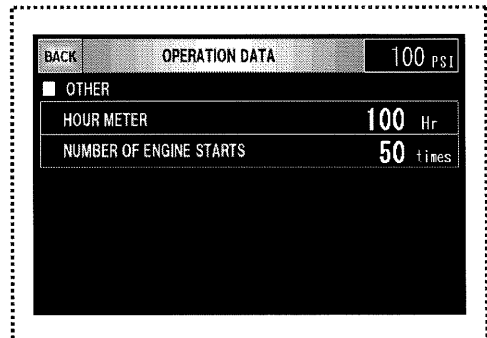 BACK OPERATION DATA 100 PSI
OTHER
HOUR METER 100 Hr
NUMBER OF ENGINE STARTS 50 times